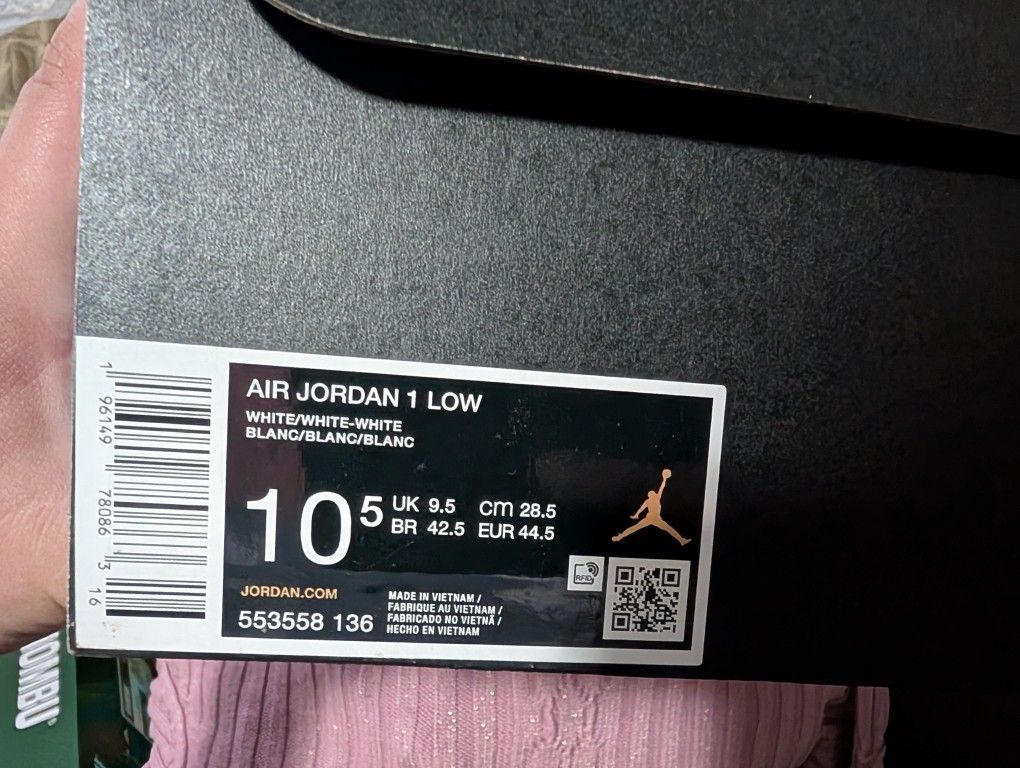 AIR JORDAN 1 LOW
WHITE/WHITE-WHITE
BLANC/BLANC/BLANC
10 5
UK 9.5 CM 28.5
BR 42.5 EUR 44.5
RFID
JORDAN.COM
553558 136
MADE IN VIETNAM /
FABRIQUE AU VIETNAM /
FABRICADO NO VIETNÃ /
HECHO EN VIETNAM
1 96149 78086 3
16